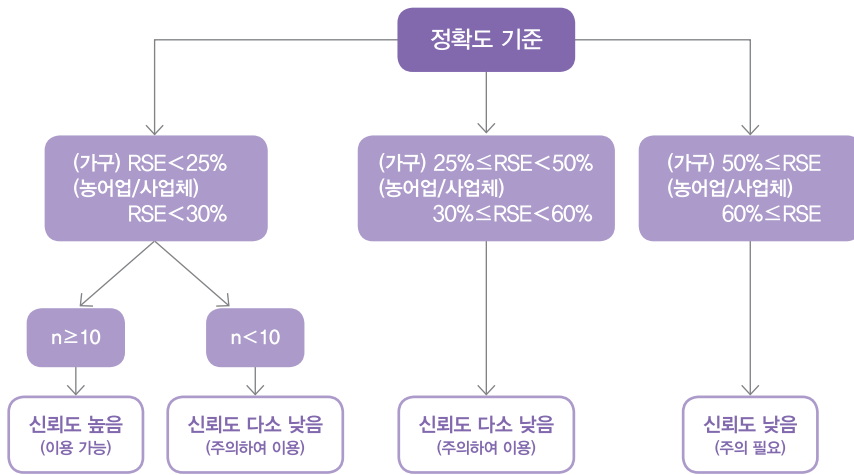 정확도 기준
(가구) RSE<25%
(농어업/사업체)
RSE<30%
(가구) 25%≤RSE<50%
(농어업/사업체)
30%≤RSE<60%
(가구) 50%≤RSE
(농어업/사업체)
60%≤RSE
n≥10
n<10
신뢰도 높음
(이용 가능)
신뢰도 다소 낮음
(주의하여 이용)
신뢰도 다소 낮음
(주의하여 이용)
신뢰도 낮음
(주의 필요)